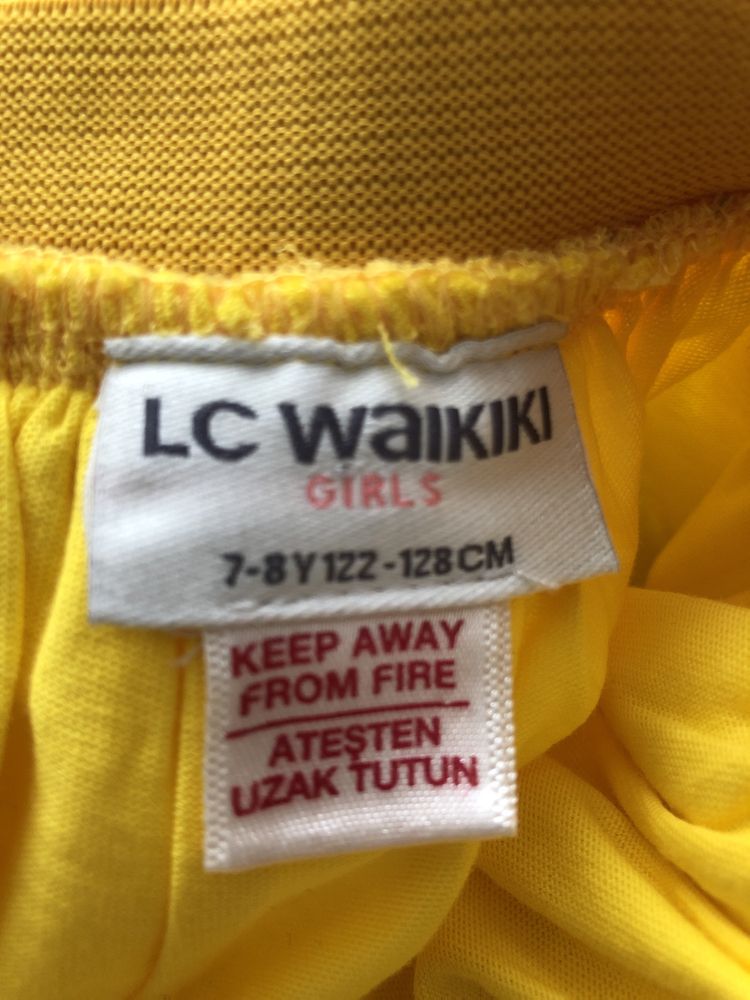 LC WaIKIKI
GIRLS
7-8Y 122-128CM
KEEP AWAY
FROM FIRE
ATEŞTEN
UZAK TUTUN